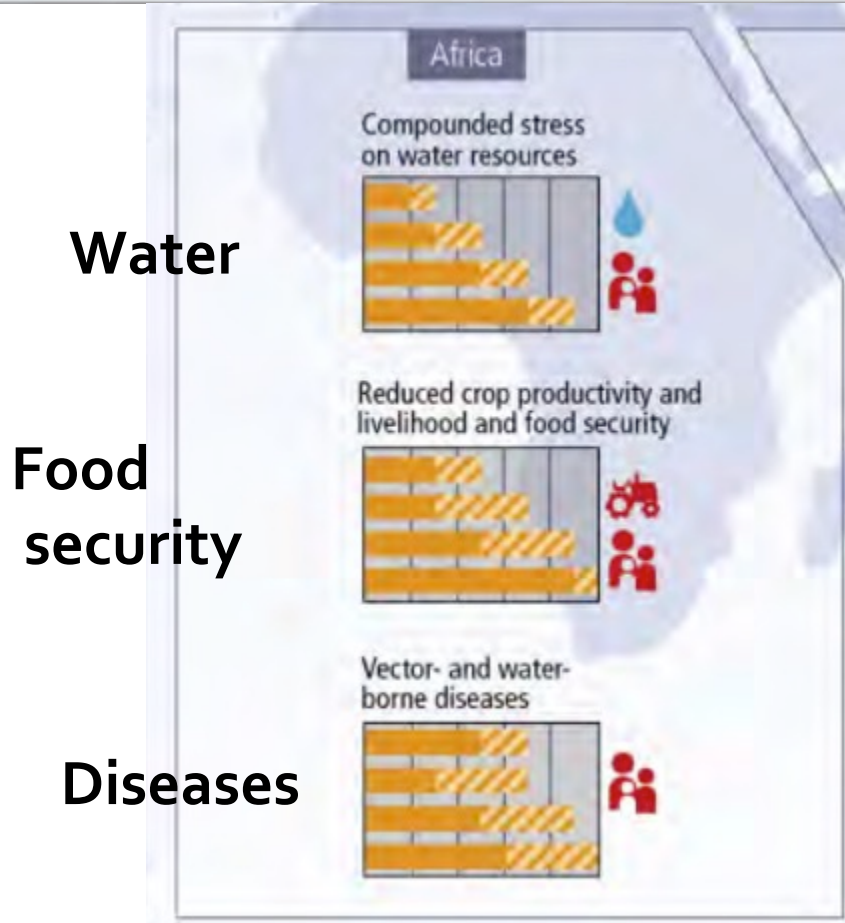 Africa
Compounded stress
on water resources
Water
Reduced crop productivity and
livelihood and food security
Food
security
Vector- and water-
borne diseases
Diseases